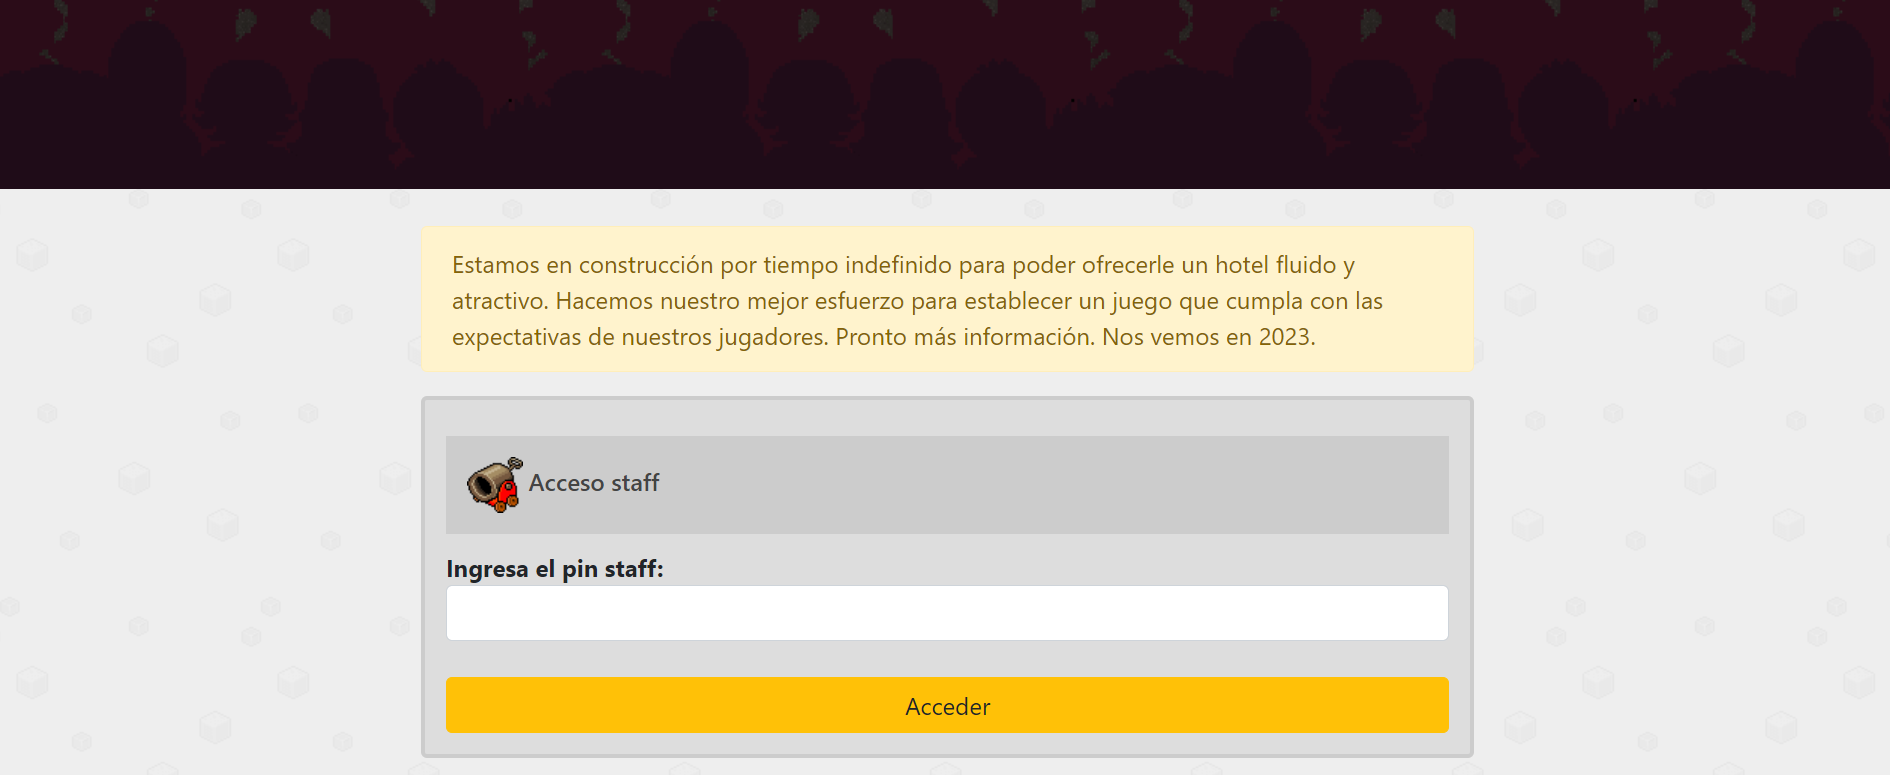 Estamos en construcción por tiempo indefinido para poder ofrecerle un hotel fluido y
atractivo. Hacemos nuestro mejor esfuerzo para establecer un juego que cumpla con las
expectativas de nuestros jugadores. Pronto más información. Nos vemos en 2023.
Acceso staff
Ingresa el pin staff:
Acceder